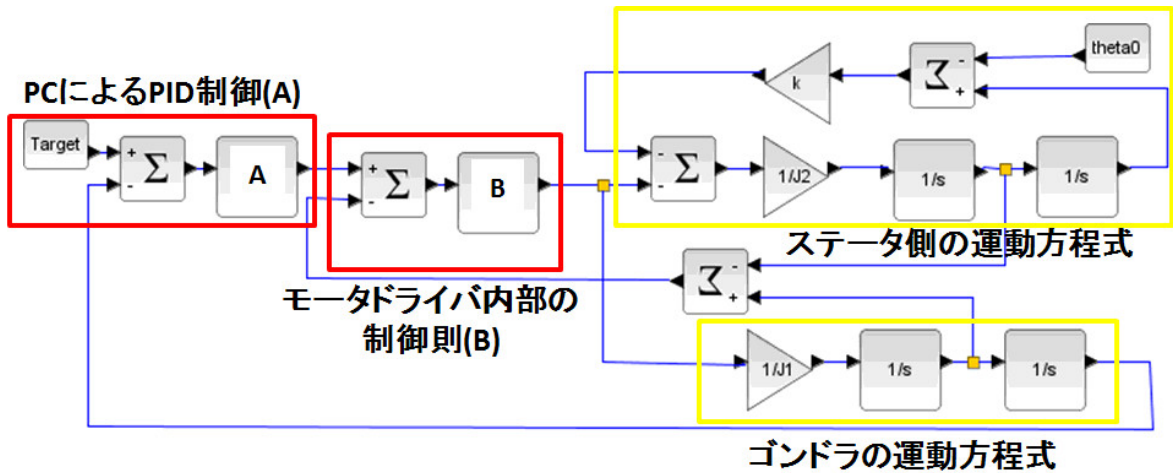 PCによるPID制御(A)
Target
+
-
Σ
A
+
-
Σ
B
モータドライバ内部の
制御則(B)
theta0
-
+
Σ
k
-
-
Σ
1/J2
1/s
1/s
ステータ側の運動方程式
-
+
Σ
1/J1
1/s
1/s
ゴンドラの運動方程式